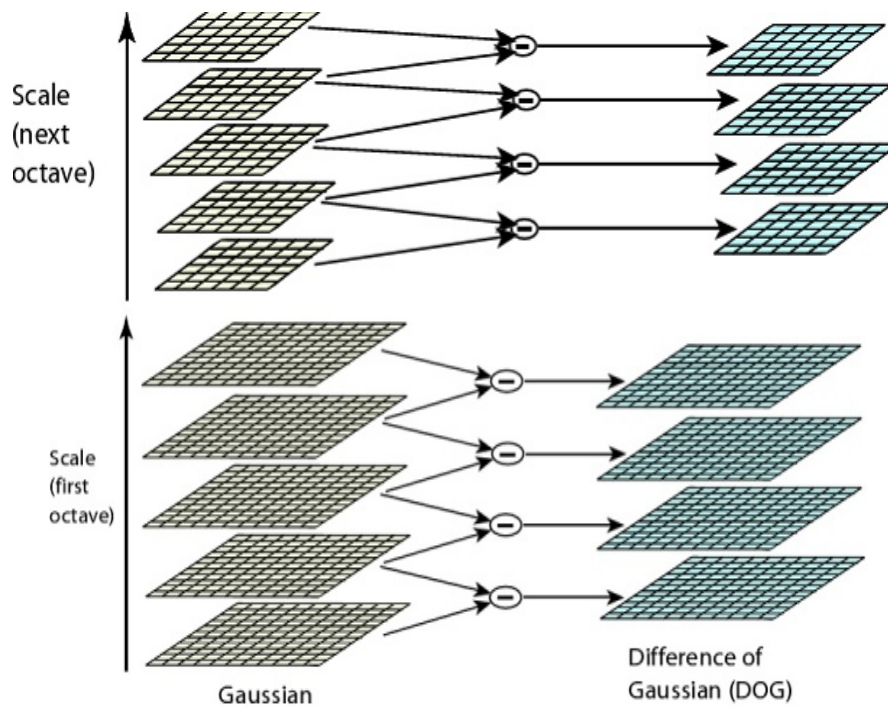 Scale
(next
octave)
Scale
(first
octave)
Gaussian
Difference of
Gaussian (DOG)